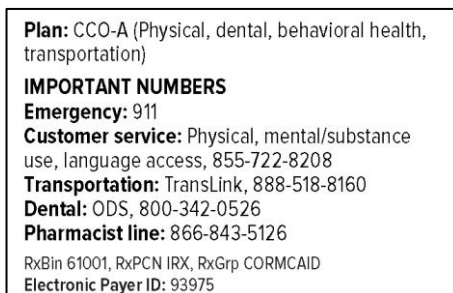 Plan: CCO-A (Physical, dental, behavioral health,
transportation)
IMPORTANT NUMBERS
Emergency: 911
Customer service: Physical, mental/substance
use, language access, 855-722-8208
Transportation: TransLink, 888-518-8160
Dental: ODS, 800-342-0526
Pharmacist line: 866-843-5126
RxBin 61001, RxPCN IRX, RxGrp CORMCAID
Electronic Payer ID: 93975